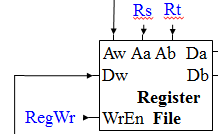 Rs Rt
Aw Aa Ab Da
Dw Db
Register
RegWr WrEn File